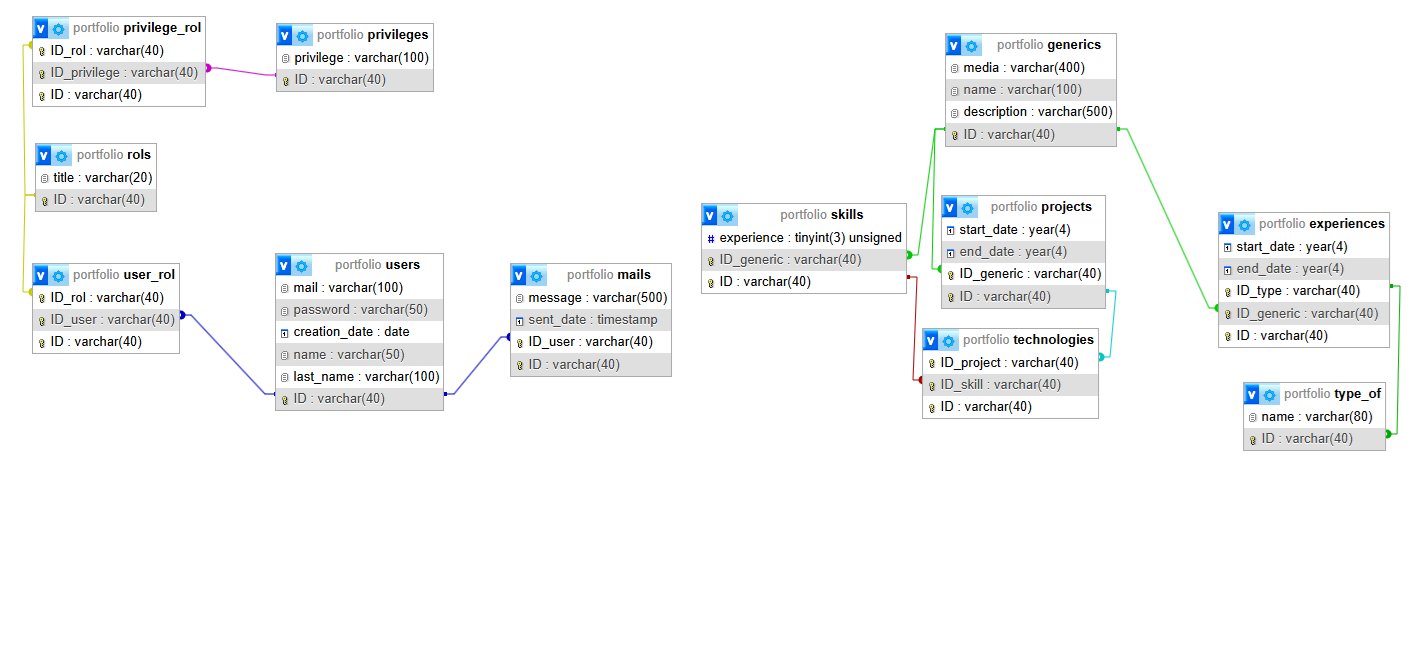 v portfolio privilege_rol
ID_rol : varchar(40)
ID_privilege : varchar(40)
ID : varchar(40)
v portfolio privileges
privilege : varchar(100)
ID : varchar(40)
v portfolio rols
title : varchar(20)
ID : varchar(40)
v portfolio user_rol
ID_rol : varchar(40)
ID_user : varchar(40)
ID : varchar(40)
v portfolio users
mail : varchar(100)
password : varchar(50)
creation_date : date
name : varchar(50)
last_name : varchar(100)
ID : varchar(40)
v portfolio mails
message : varchar(500)
sent_date : timestamp
ID_user : varchar(40)
ID : varchar(40)
v portfolio generics
media : varchar(400)
name : varchar(100)
description : varchar(500)
ID : varchar(40)
v portfolio skills
# experience : tinyint(3) unsigned
ID_generic : varchar(40)
ID : varchar(40)
v portfolio projects
start_date : year(4)
end_date : year(4)
ID_generic : varchar(40)
ID : varchar(40)
v portfolio technologies
ID_project : varchar(40)
ID_skill : varchar(40)
ID : varchar(40)
v portfolio experiences
start_date : year(4)
end_date : year(4)
ID_type : varchar(40)
ID_generic : varchar(40)
ID : varchar(40)
v portfolio type_of
name : varchar(80)
ID : varchar(40)